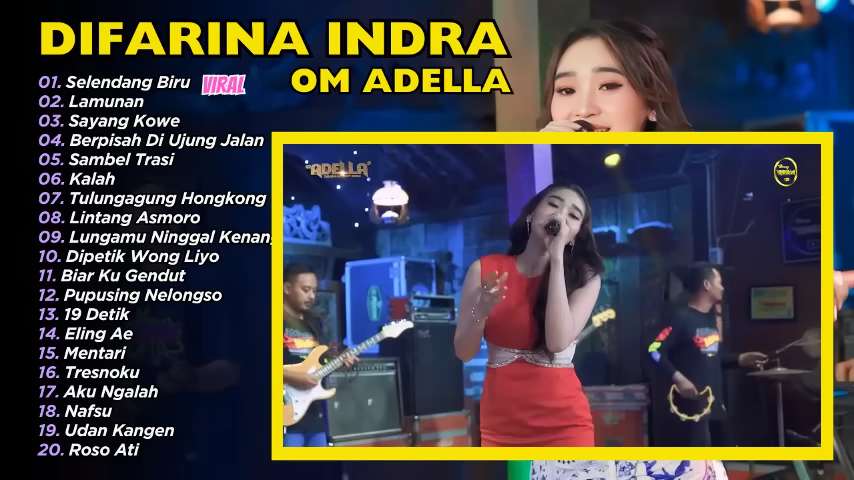 DIFARINA INDRA
OM ADELLA
01. Selendang Biru VIRAL
02. Lamunan
03. Sayang Kowe
04. Berpisah Di Ujung Jalan
05. Sambel Trasi
06. Kalah
07. Tulungagung Hongkong
08. Lintang Asmoro
09. Lungamu Ninggal Kenang
10. Dipetik Wong Liyo
11. Biar Ku Gendut
12. Pupusing Nelongso
13. 19 Detik
14. Eling Ae
15. Mentari
16. Tresnoku
17. Aku Ngalah
18. Nafsu
19. Udan Kangen
20. Roso Ati
ADELLA